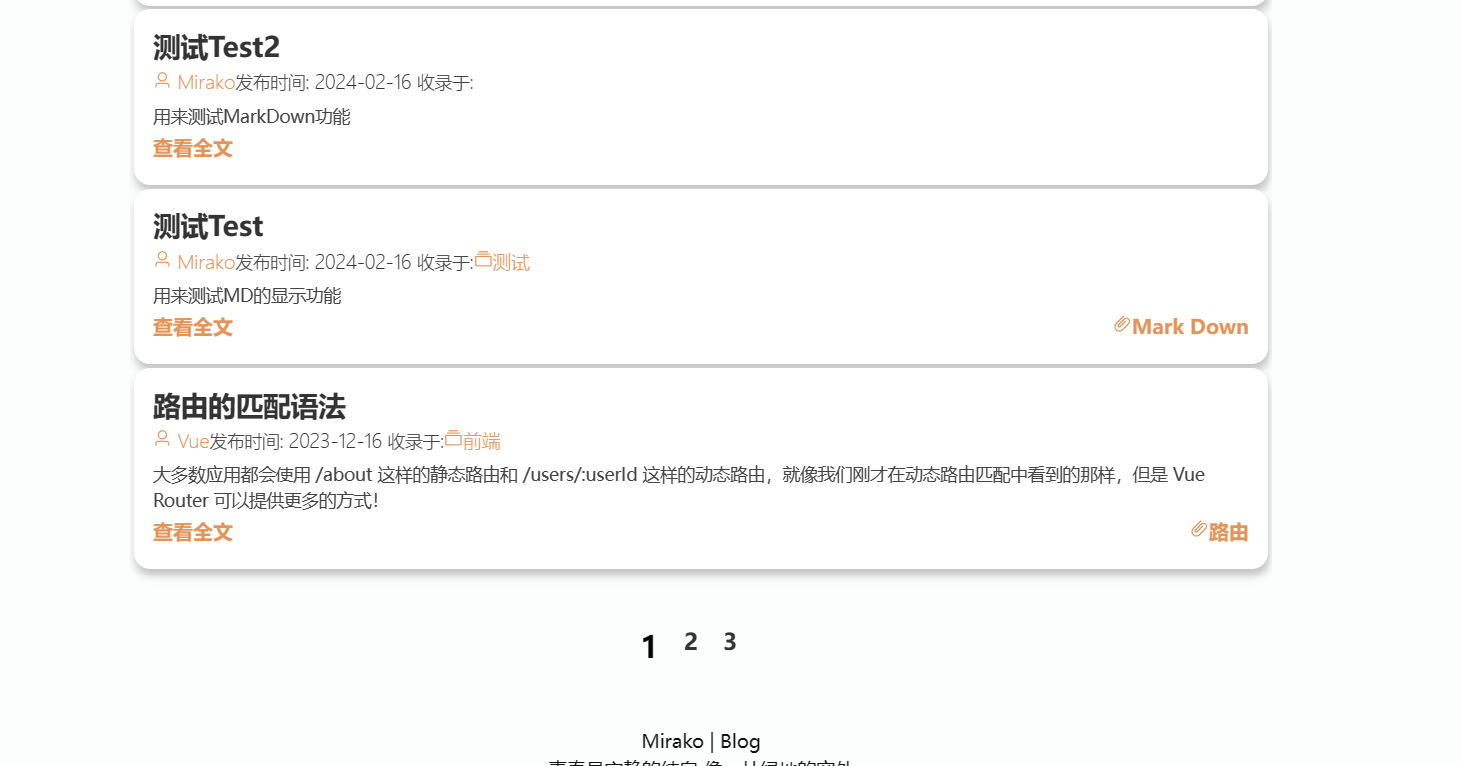 测试Test2
Mirako发布时间: 2024-02-16 收录于:
用来测试MarkDown功能
查看全文
测试Test
Mirako发布时间: 2024-02-16 收录于:测试
用来测试MD的显示功能
查看全文 Mark Down
路由的匹配语法
Vue发布时间: 2023-12-16 收录于:前端
大多数应用都会使用 /about 这样的静态路由和 /users/:userId 这样的动态路由，就像我们刚才在动态路由匹配中看到的那样，但是 Vue
Router 可以提供更多的方式！
查看全文 路由
1 2 3
Mirako | Blog